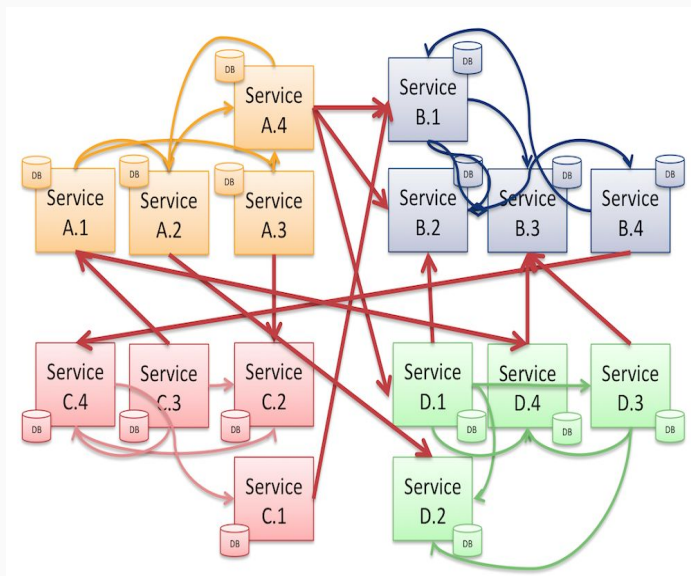 DB
Service
A.4
DB
Service
B.1
DB
Service
A.1
DB
Service
A.2
DB
Service
A.3
DB
Service
B.2
DB
Service
B.3
DB
Service
B.4
Service
C.4
DB
Service
C.3
DB
Service
C.2
DB
Service
D.1
DB
Service
D.4
DB
Service
D.3
DB
Service
C.1
DB
Service
D.2
DB